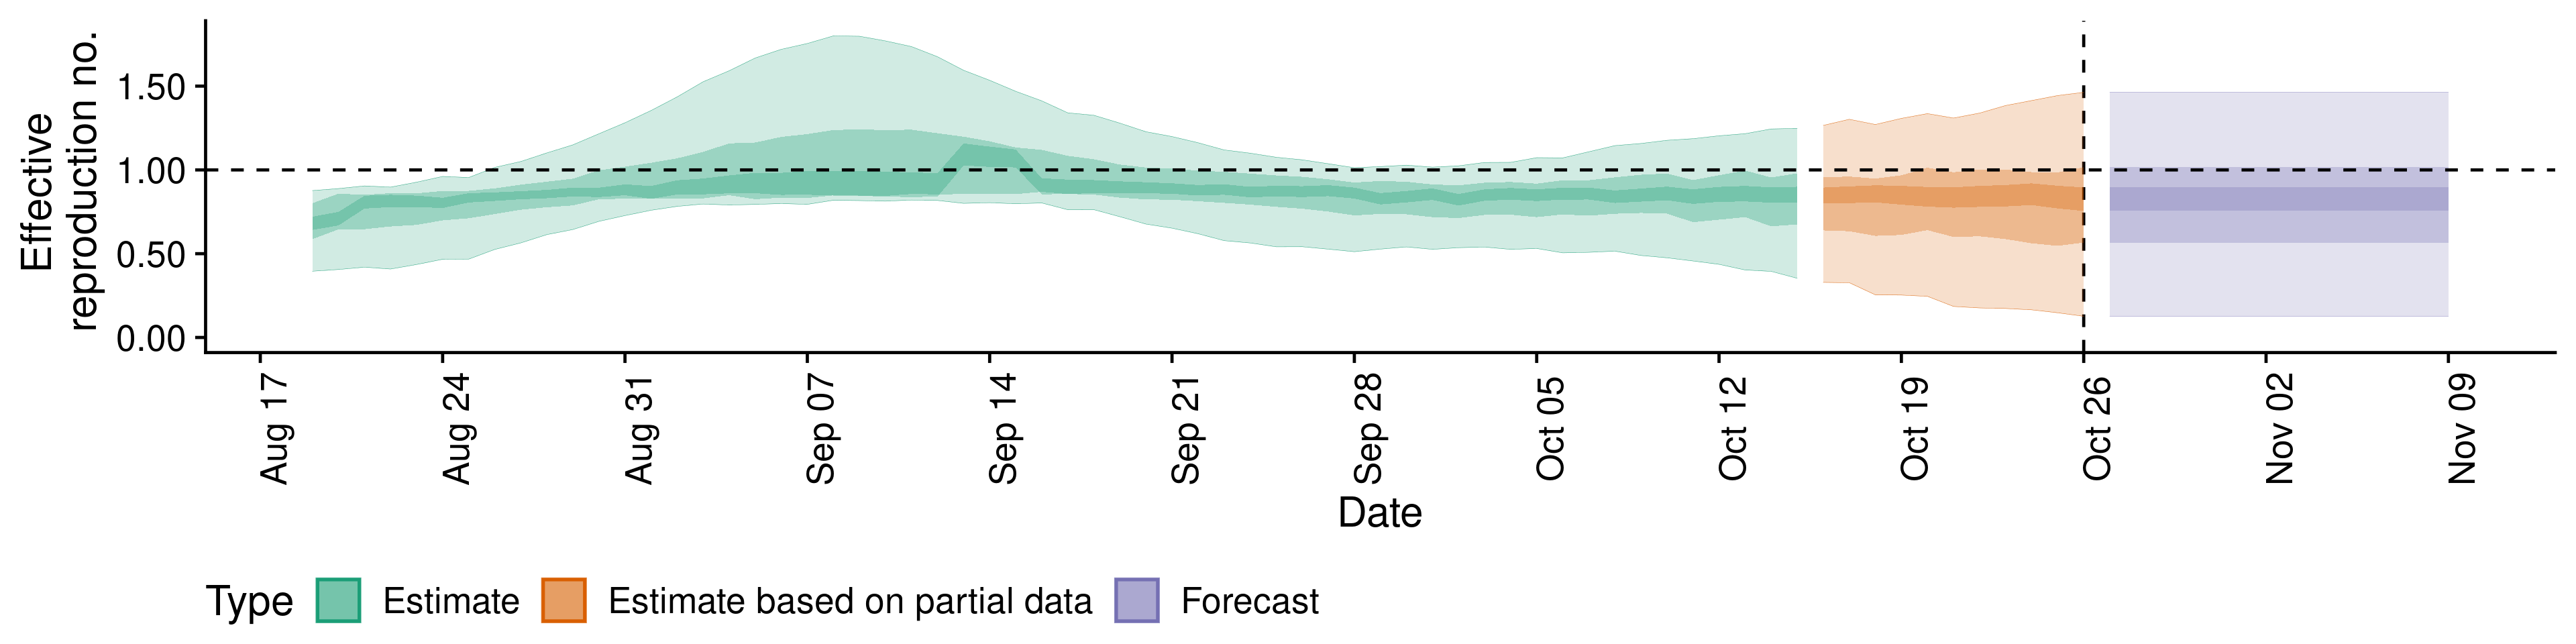 Effective
reproduction no.
1.50
1.00
0.50
0.00
Aug 17
Aug 24
Aug 31
Sep 07
Sep 14
Sep 21
Sep 28
Oct 05
Oct 12
Oct 19
Oct 26
Nov 02
Nov 09
Date
Type Estimate Estimate based on partial data Forecast